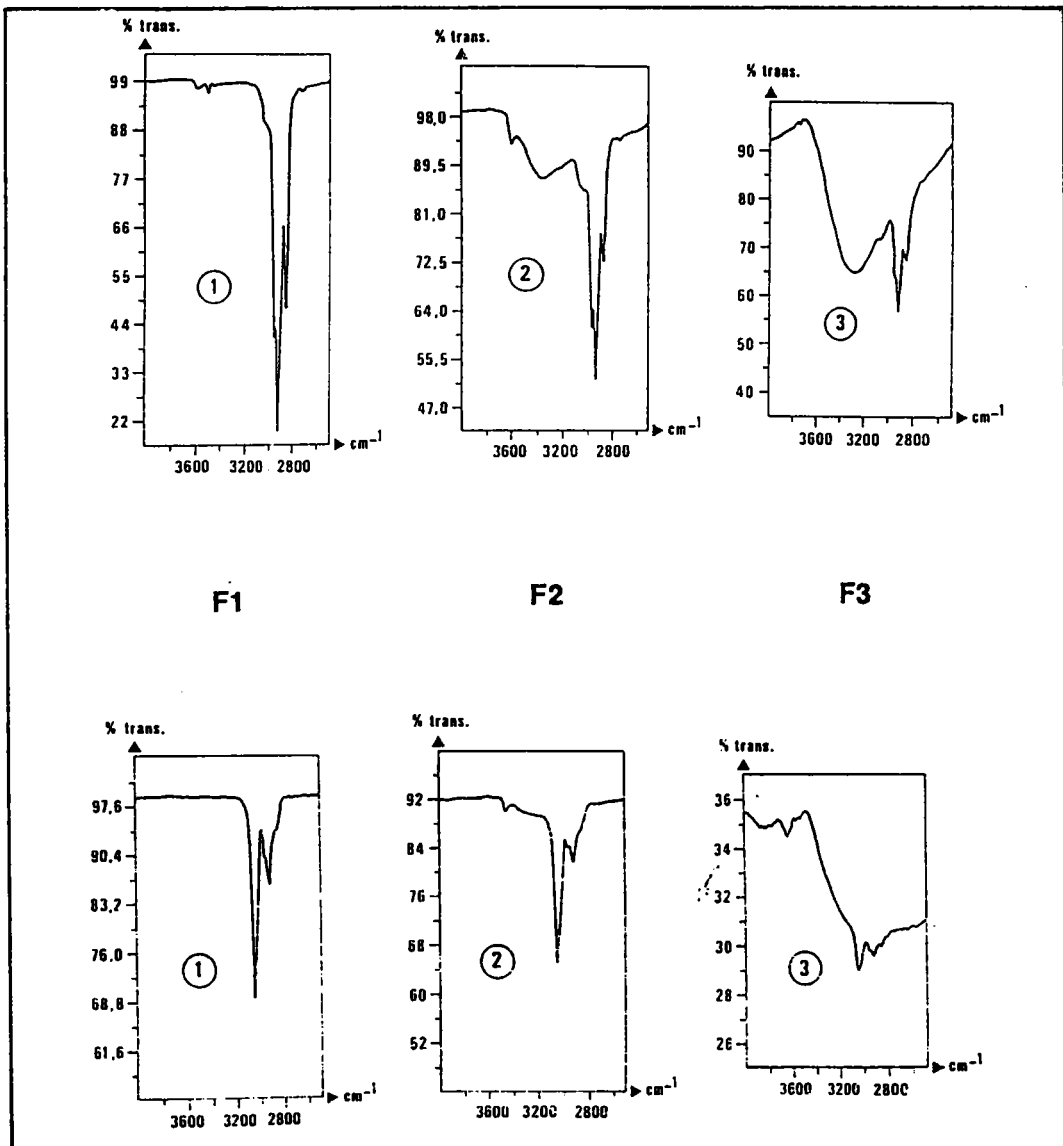 % trans.
99
88
77
66
55
44
33
22
1
cm-1
3600 3200 2800
% trans.
98,0
89,5
81,0
72,5
64,0
55,5
47,0
2
cm-1
3600 3200 2800
% trans.
90
80
70
60
50
40
3
cm-1
3600 3200 2800
F1 F2 F3
% trans.
97,6
90,4
83,2
76,0
68,8
61,6
1
cm-1
3600 3200 2800
% trans.
92
84
76
68
60
52
2
cm-1
3600 3200 2800
% trans.
36
34
32
30
28
26
3
cm-1
3600 3200 2800